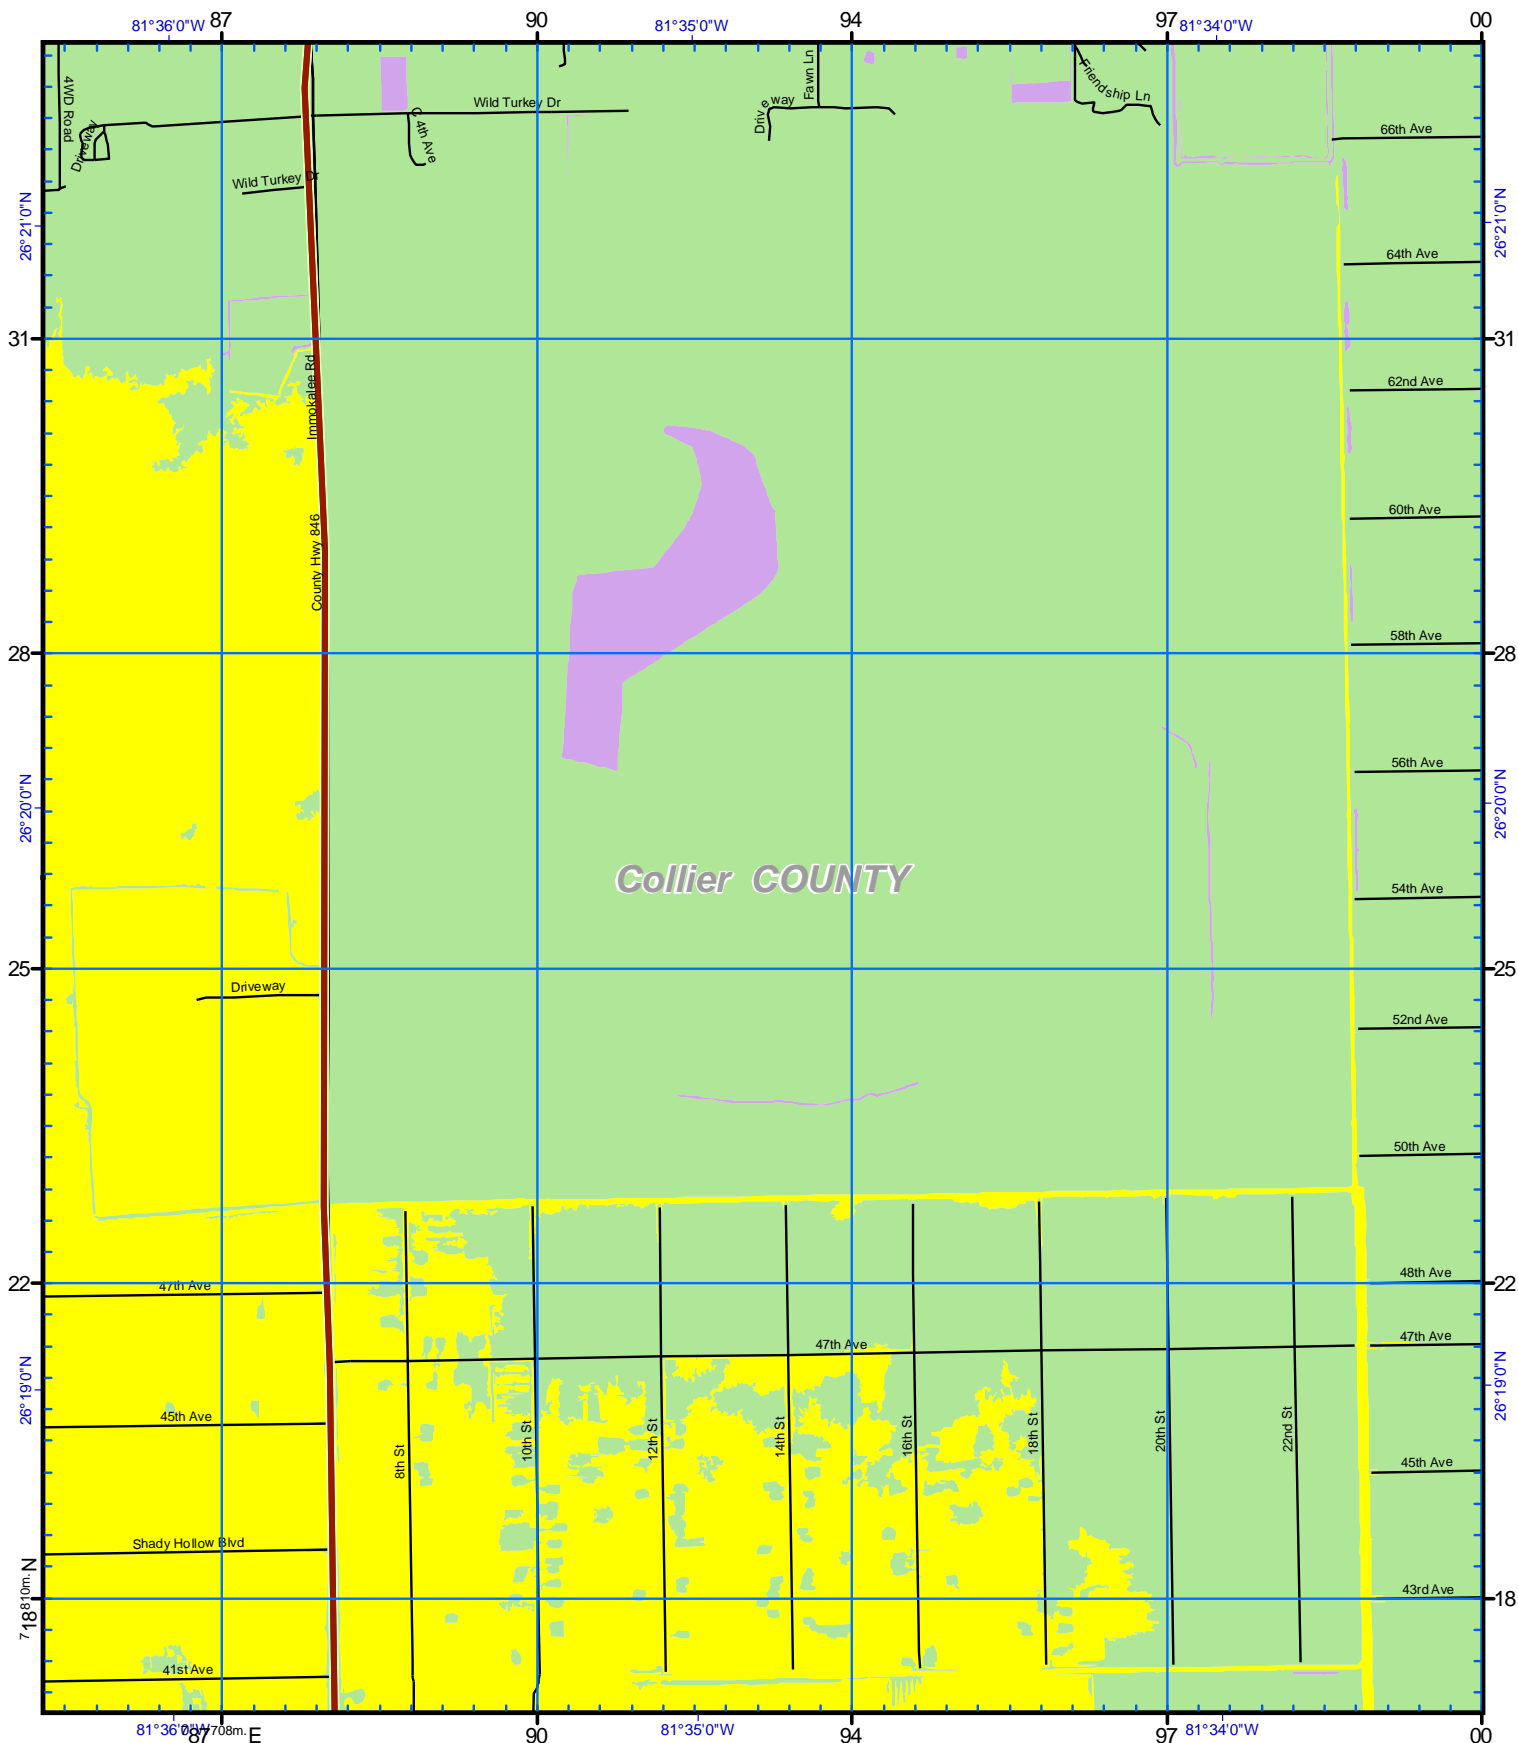 87 90 94 97 00
81°36'0"W 81°35'0"W 81°34'0"W
4WD Road
Driveway
Wild Turkey Dr
C 4th Ave
Wild Turkey Dr
Fawn Ln
Driveway
Friendship Ln
66th Ave
26°21'0"N 26°21'0"N
64th Ave
31 31
Immokalee Rd
62nd Ave
County Hwy 846
60th Ave
58th Ave
28 28
56th Ave
26°20'0"N 26°20'0"N
Collier COUNTY
54th Ave
25 25
Driveway
52nd Ave
50th Ave
22 22
48th Ave
47th Ave
47th Ave
47th Ave
26°19'0"N 26°19'0"N
45th Ave
8th St
10th St
12th St
14th St
16th St
18th St
20th St
22nd St
45th Ave
Shady Hollow Blvd
43rd Ave
718810m. N 18
41st Ave
81°36'0"W 81°35'0"W 81°34'0"W
708m. E
87 90 94 97 00